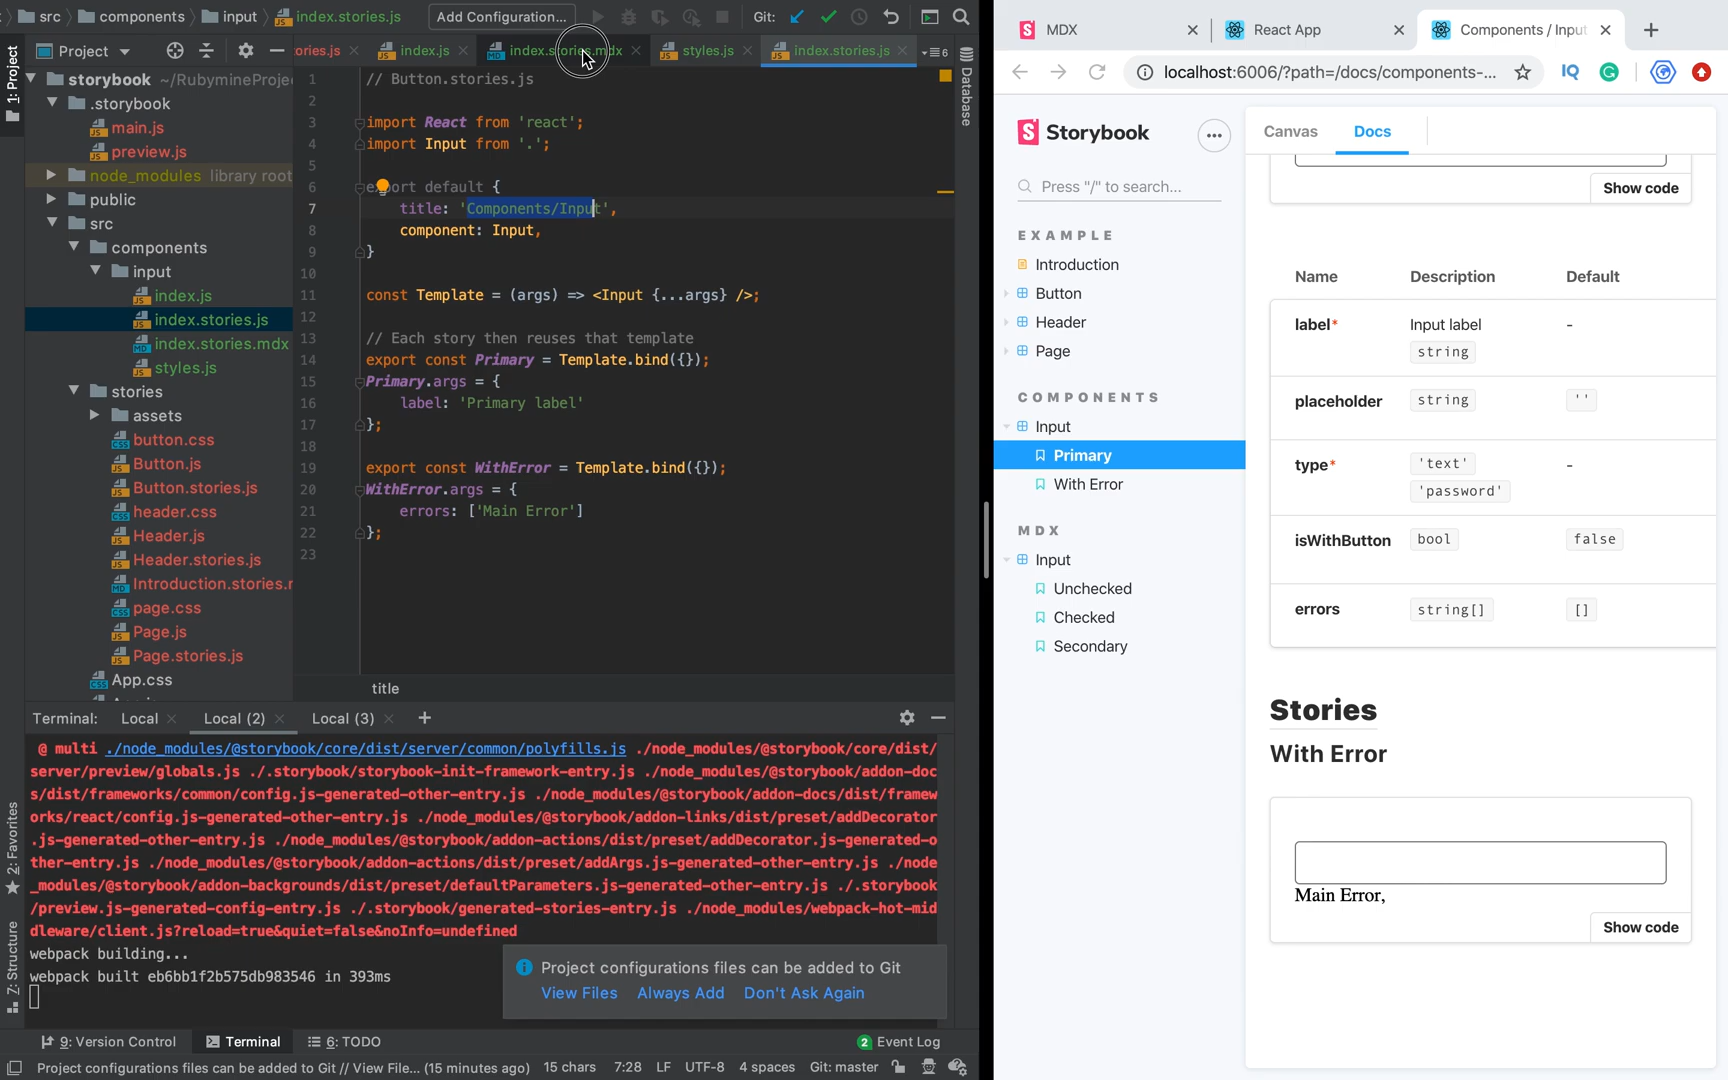 src components input index.stories.js Add Configuration... Git:
1: Project
Project
ories.js index.js index.stories.mdx styles.js index.stories.js 6
storybook ~/RubymineProje
.storybook
main.js
preview.js
node_modules library root
public
src
components
input
index.js
index.stories.js
index.stories.mdx
styles.js
stories
assets
button.css
Button.js
Button.stories.js
header.css
Header.js
Header.stories.js
Introduction.stories.r
page.css
Page.js
Page.stories.js
App.css
1 // Button.stories.js
2
3 import React from 'react';
4 import Input from '.';
5
6 export default {
7 title: 'Components/Input',
8 component: Input,
9 }
10
11 const Template = (args) => <Input {...args} />;
12
13 // Each story then reuses that template
14 export const Primary = Template.bind({});
15 Primary.args = {
16 label: 'Primary label'
17 };
18
19 export const WithError = Template.bind({});
20 WithError.args = {
21 errors: ['Main Error']
22 };
23
title
Database
Terminal: Local Local (2) Local (3)
@ multi ./node_modules/@storybook/core/dist/server/common/polyfills.js ./node_modules/@storybook/core/dist/
server/preview/globals.js ./.storybook/storybook-init-framework-entry.js ./node_modules/@storybook/addon-doc
s/dist/frameworks/common/config.js-generated-other-entry.js ./node_modules/@storybook/addon-docs/dist/framew
orks/react/config.js-generated-other-entry.js ./node_modules/@storybook/addon-links/dist/preset/addDecorator
.js-generated-other-entry.js ./node_modules/@storybook/addon-actions/dist/preset/addDecorator.js-generated-o
ther-entry.js ./node_modules/@storybook/addon-actions/dist/preset/addArgs.js-generated-other-entry.js ./node
_modules/@storybook/addon-backgrounds/dist/preset/defaultParameters.js-generated-other-entry.js ./.storybook
/preview.js-generated-config-entry.js ./.storybook/generated-stories-entry.js ./node_modules/webpack-hot-mid
dleware/client.js?reload=true&quiet=false&noInfo=undefined
webpack building...
webpack built eb6bb1f2b575db983546 in 393ms
Project configurations files can be added to Git
View Files Always Add Don't Ask Again
2: Favorites
7: Structure
9: Version Control Terminal 6: TODO 2 Event Log
Project configurations files can be added to Git // View File... (15 minutes ago) 15 chars 7:28 LF UTF-8 4 spaces Git: master
MDX React App Components / Input
localhost:6006/?path=/docs/components-...
IQ
Storybook
Press "/" to search...
EXAMPLE
Introduction
Button
Header
Page
COMPONENTS
Input
Primary
With Error
MDX
Input
Unchecked
Checked
Secondary
Canvas Docs
Show code
Name Description Default
label* Input label -
string
placeholder string ''
type* 'text' -
'password'
isWithButton bool false
errors string[] []
Stories
With Error
Main Error,
Show code